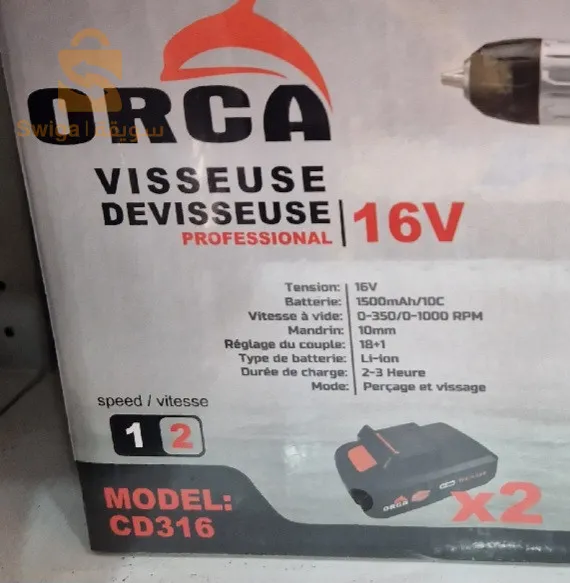 ORCA
Swiga | سويقة
VISSEUSE
DEVISSEUSE
PROFESSIONAL
16V
Tension: 16V
Batterie: 1500mAh/10C
Vitesse à vide: 0-350/0-1000 RPM
Mandrin: 10mm
Réglage du couple: 18+1
Type de batterie: Li-ion
Durée de charge: 2-3 Heure
Mode: Perçage et vissage
speed / vitesse
1 2
MODEL:
CD316
ORCA
x2